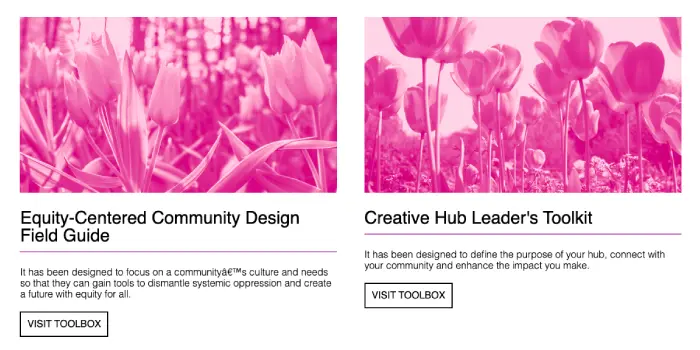 Equity-Centered Community Design
Field Guide
It has been designed to focus on a communityâ€™s culture and needs
so that they can gain tools to dismantle systemic oppression and create
a future with equity for all.
VISIT TOOLBOX
Creative Hub Leader's Toolkit
It has been designed to define the purpose of your hub, connect with
your community and enhance the impact you make.
VISIT TOOLBOX